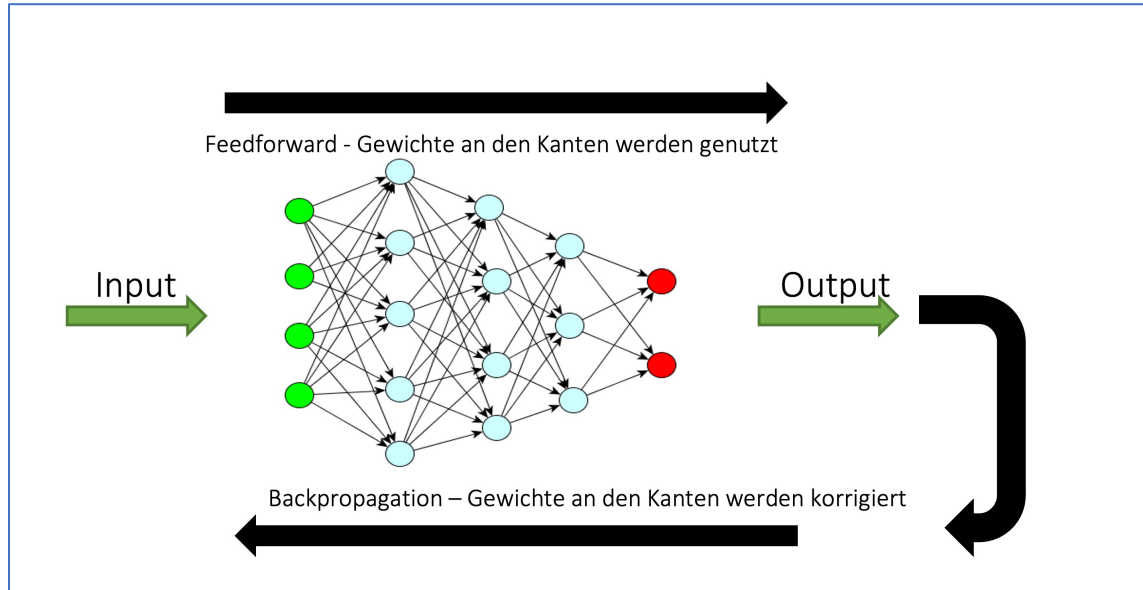 Feedforward - Gewichte an den Kanten werden genutzt
Input
Output
Backpropagation – Gewichte an den Kanten werden korrigiert